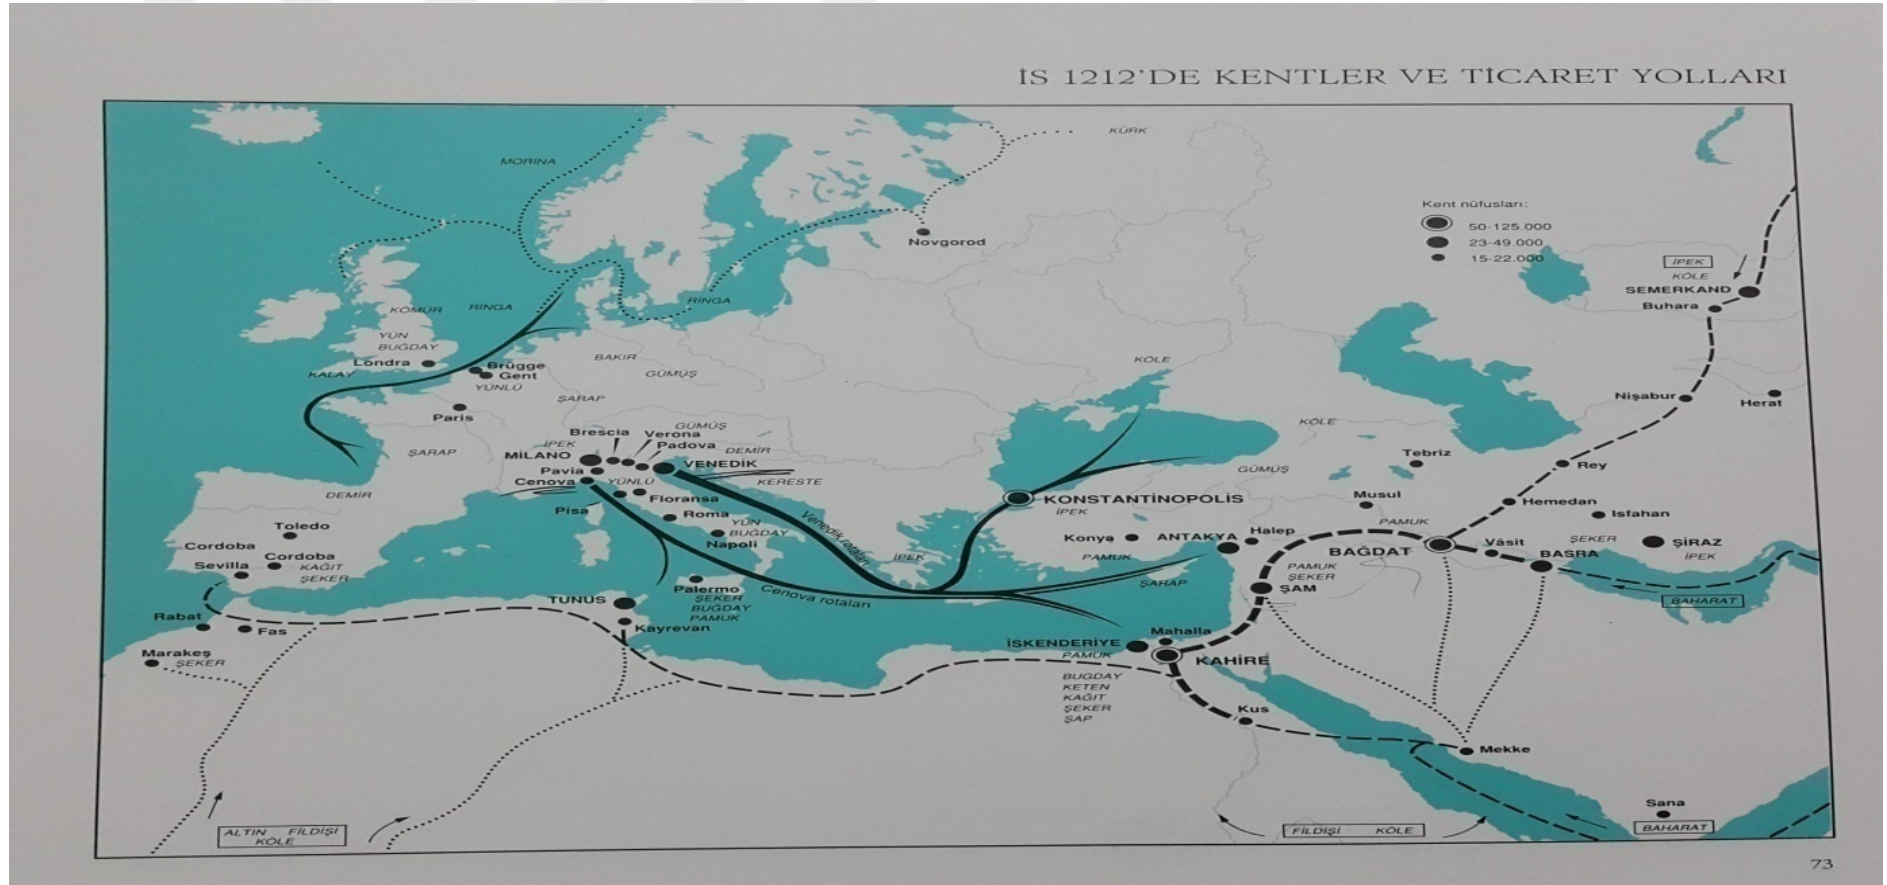 İS 1212'DE KENTLER VE TİCARET YOLLARI
KÜRK
MORİNA
Kent nüfusları:
50-125.000
23-49.000
15-22.000
Novgorod
İPEK
KÖLE
SEMERKAND
Buhara
RİNGA
RİNGA
KÖMÜR
YÜN
BUĞDAY
Londra
KALAY
Brügge
Gent
YÜNLÜ
BAKIR
GÜMÜŞ
KÖLE
ŞARAP
Paris
Nişabur
Herat
KÖLE
GÜMÜŞ
Brescia
Verona
Padova
İPEK
DEMİR
ŞARAP
MİLANO
VENEDİK
Pavia
Cenova
YÜNLÜ
KERESTE
Floransa
Pisa
DEMİR
Tebriz
Rey
GÜMÜŞ
KONSTANTİNOPOLİS
İPEK
Musul
Hemedan
Isfahan
Roma
YÜN
BUĞDAY
Napoli
Venedik rotaları
İPEK
Toledo
Cordoba
Cordoba
KAĞIT
ŞEKER
Sevilla
Konya
PAMUK
ANTAKYA
Halep
PAMUK
BAĞDAT
Vâsit
BASRA
ŞEKER
ŞİRAZ
İPEK
PAMUK
ŞEKER
ŞAM
ŞARAP
BAHARAT
Palermo
ŞEKER
BUĞDAY
PAMUK
Cenova rotaları
TUNUS
Kayrevan
Rabat
Fas
Marakeş
ŞEKER
İSKENDERİYE
Mahalla
PAMUK
KAHİRE
BUGDAY
KETEN
KAĞIT
ŞEKER
ŞAP
Kus
Mekke
Sana
BAHARAT
ALTIN FİLDİŞİ
KÖLE
FİLDİŞİ KÖLE
73